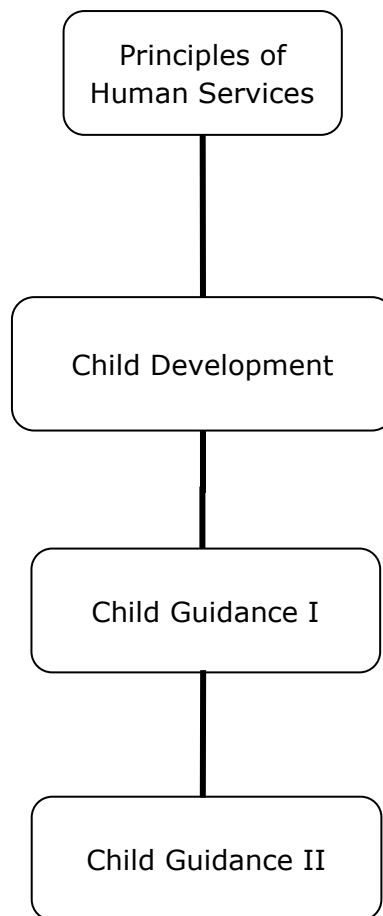 Principles of
Human Services
Child Development
Child Guidance I
Child Guidance II